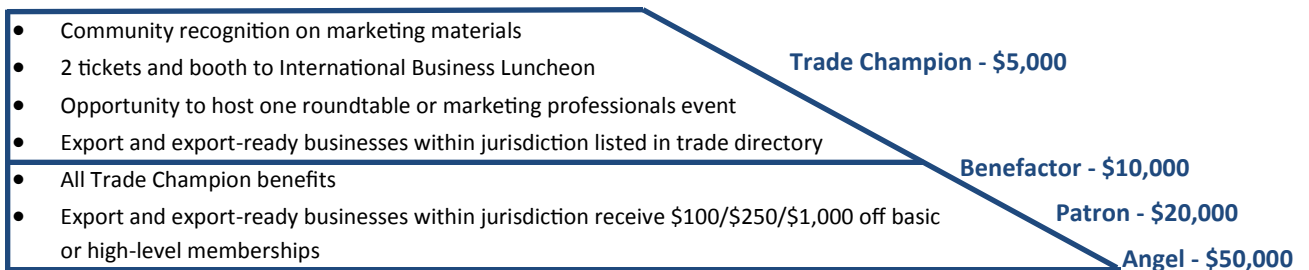 • Community recognition on marketing materials
• 2 tickets and booth to International Business Luncheon
• Opportunity to host one roundtable or marketing professionals event
• Export and export-ready businesses within jurisdiction listed in trade directory
Trade Champion - $5,000
• All Trade Champion benefits
• Export and export-ready businesses within jurisdiction receive $100/$250/$1,000 off basic
or high-level memberships
Benefactor - $10,000
Patron - $20,000
Angel - $50,000